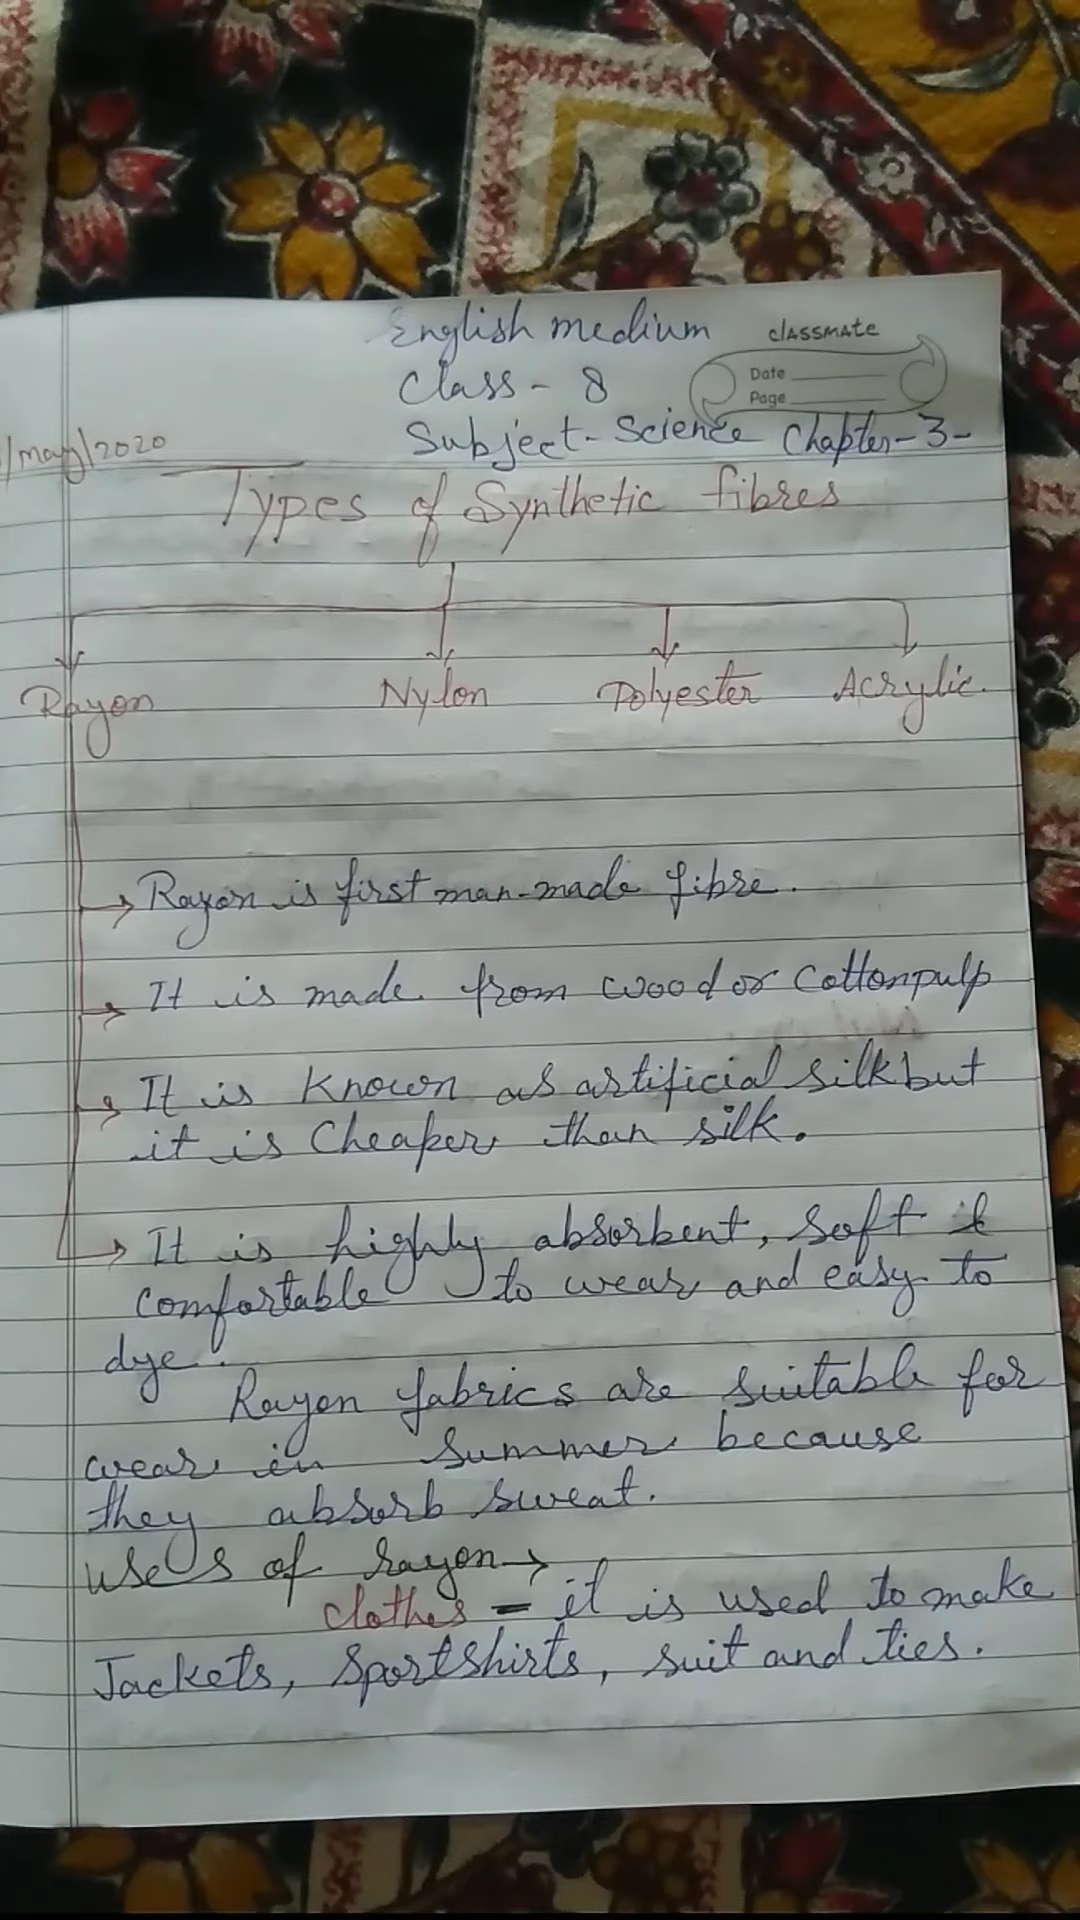 English medium
classmate
Class - 8
Date
Page
Subject - Science Chapter-3-
/may/2020
Types of Synthetic fibres
Rayon Nylon Polyester Acrylic.
→ Rayon is first man-made fibre.
→ It is made from wood or Cottonpulp
→ It is known as artificial silk but
it is Cheaper than silk.
→ It is highly absorbent, soft &
comfortable to wear and easy to
dye.
Rayon fabrics are suitable for
wear in summer because
they absorb sweat.
uses of rayon →
clothes - it is used to make
Jackets, Sportshirts, suit and ties.